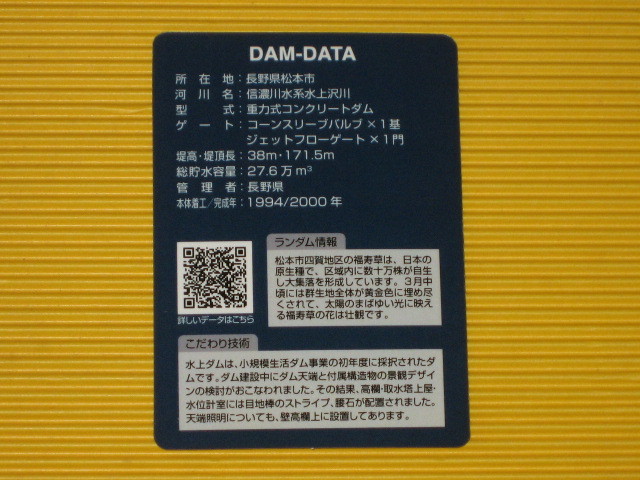 DAM-DATA
所在地：長野県松本市
河川名：信濃川水系水上沢川
型式：重力式コンクリートダム
ゲート：コーンスリーブバルブ×1基
ジェットフローゲート×1門
堤高・堤頂長：38m・171.5m
総貯水容量：27.6万m³
管理者：長野県
本体着工／完成年：1994/2000年
ランダム情報
松本市四賀地区の福寿草は、日本の
原生種で、区域内に数十万株が自生
し大集落を形成しています。3月中
頃には群生地全体が黄金色に埋め尽
くされて、太陽のまばゆい光に映え
る福寿草の花は壮観です。
詳しいデータはこちら
こだわり技術
水上ダムは、小規模生活ダム事業の初年度に採択されたダ
ムです。ダム建設中にダム天端と付属構造物の景観デザイ
ンの検討がおこなわれました。その結果、高欄・取水塔上屋・
水位計室には目地棒のストライプ、腰石が配置されました。
天端照明についても、壁高欄上に設置してあります。